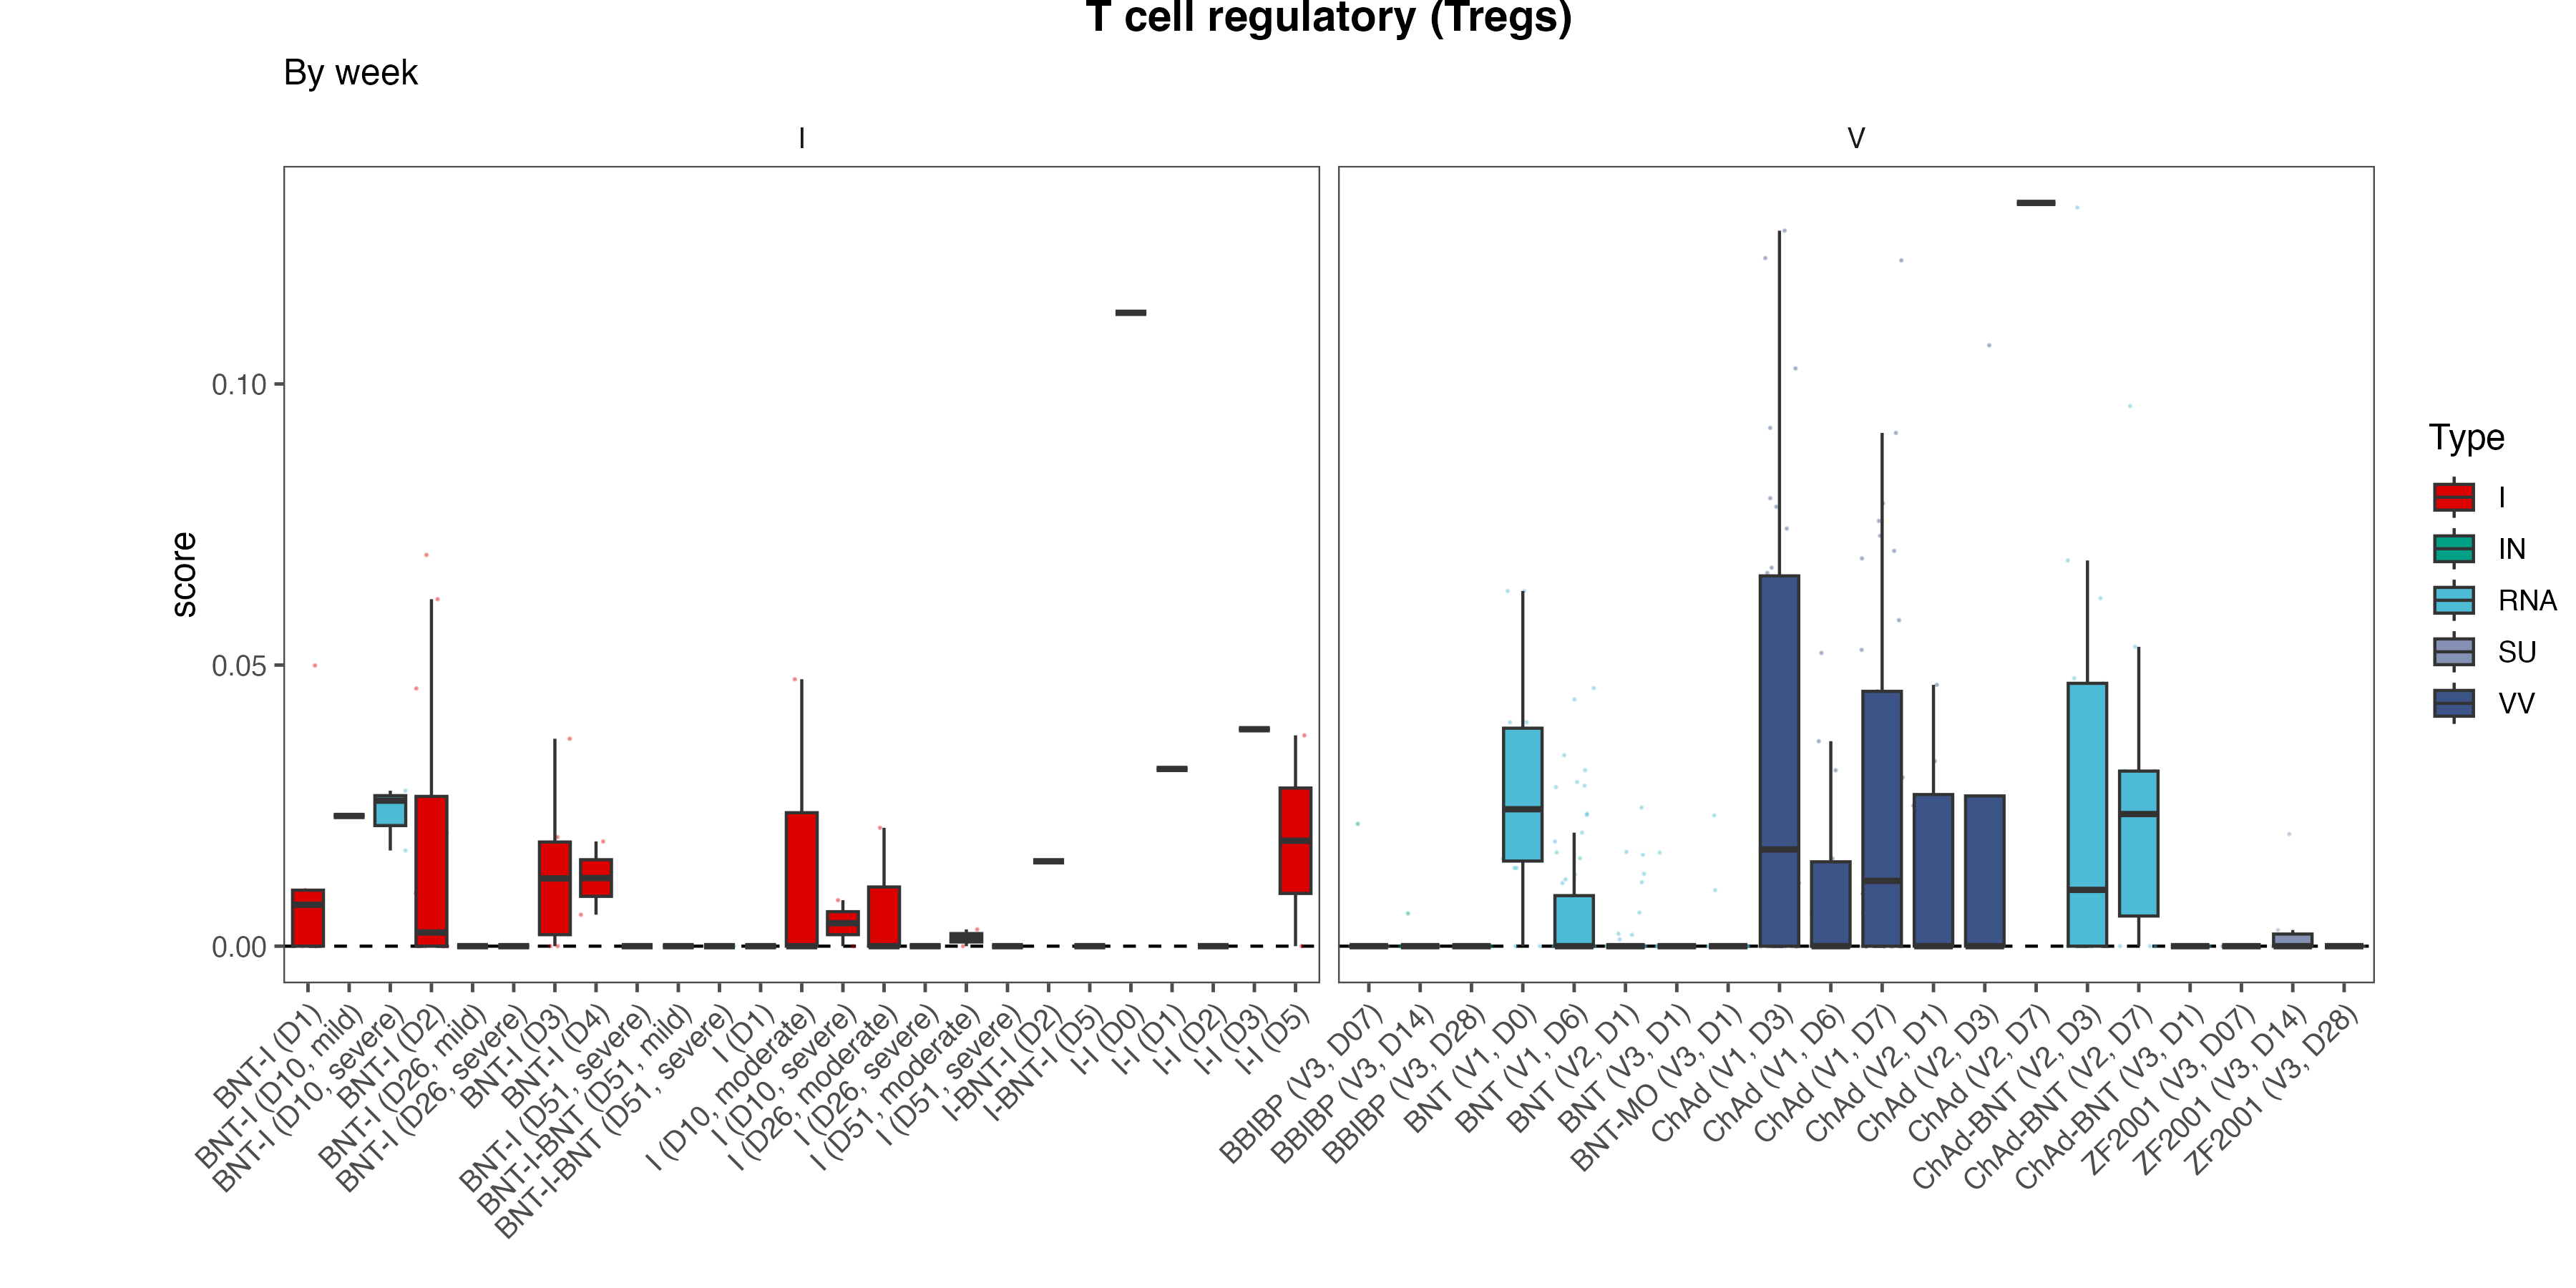 T cell regulatory (Tregs)
By week
I
V
score
0.10
0.05
0.00
BNT-I (D1)
BNT-I (D10, mild)
BNT-I (D10, severe)
BNT-I (D2)
BNT-I (D26, mild)
BNT-I (D26, severe)
BNT-I (D3)
BNT-I (D4)
BNT-I (D51, severe)
BNT-I-BNT (D51, mild)
BNT-I-BNT (D51, severe)
I (D1)
I (D10, moderate)
I (D10, severe)
I (D26, moderate)
I (D26, severe)
I (D51, moderate)
I (D51, severe)
I-BNT-I (D2)
I-BNT-I (D5)
I-I (D0)
I-I (D1)
I-I (D2)
I-I (D3)
I-I (D5)
BBIBP (V3, D07)
BBIBP (V3, D14)
BBIBP (V3, D28)
BNT (V1, D0)
BNT (V1, D6)
BNT (V2, D1)
BNT (V3, D1)
BNT-MO (V3, D1)
ChAd (V1, D3)
ChAd (V1, D6)
ChAd (V1, D7)
ChAd (V2, D1)
ChAd (V2, D3)
ChAd (V2, D7)
ChAd-BNT (V2, D3)
ChAd-BNT (V2, D7)
ChAd-BNT (V3, D1)
ZF2001 (V3, D07)
ZF2001 (V3, D14)
ZF2001 (V3, D28)
Type
I
IN
RNA
SU
VV